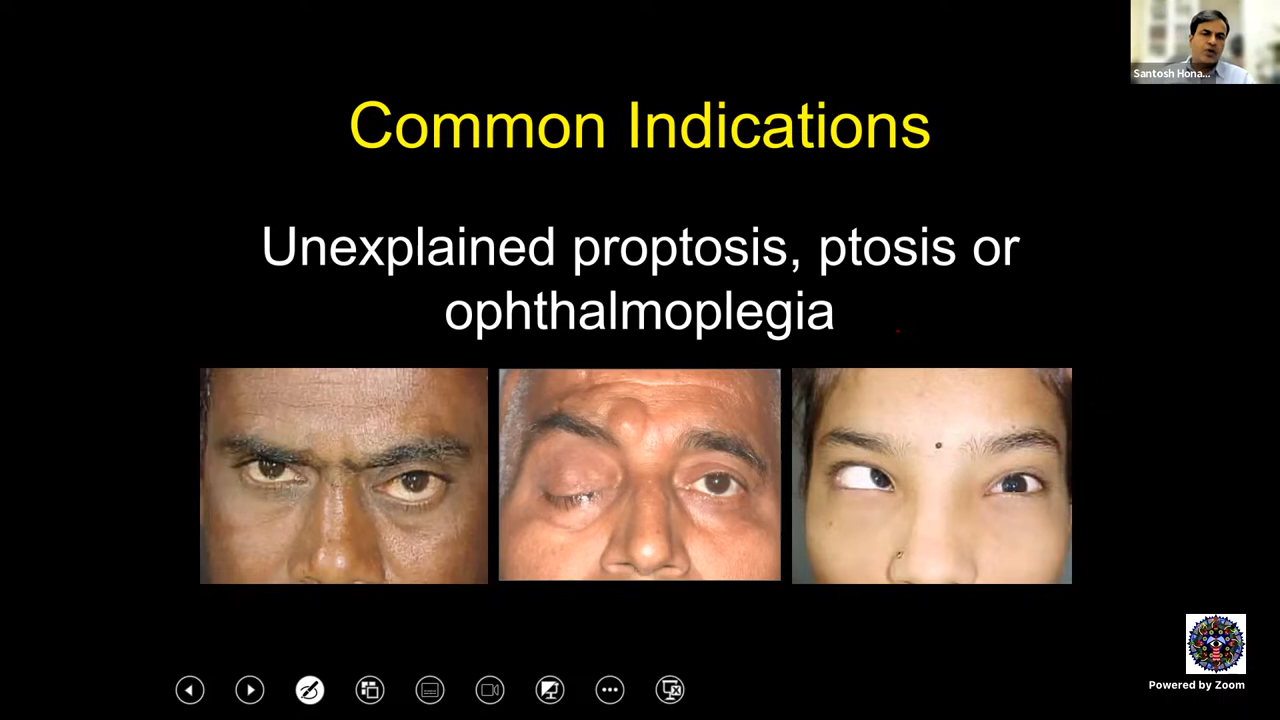 Santosh Hona...
Common Indications
Unexplained proptosis, ptosis or
ophthalmoplegia
Powered by Zoom